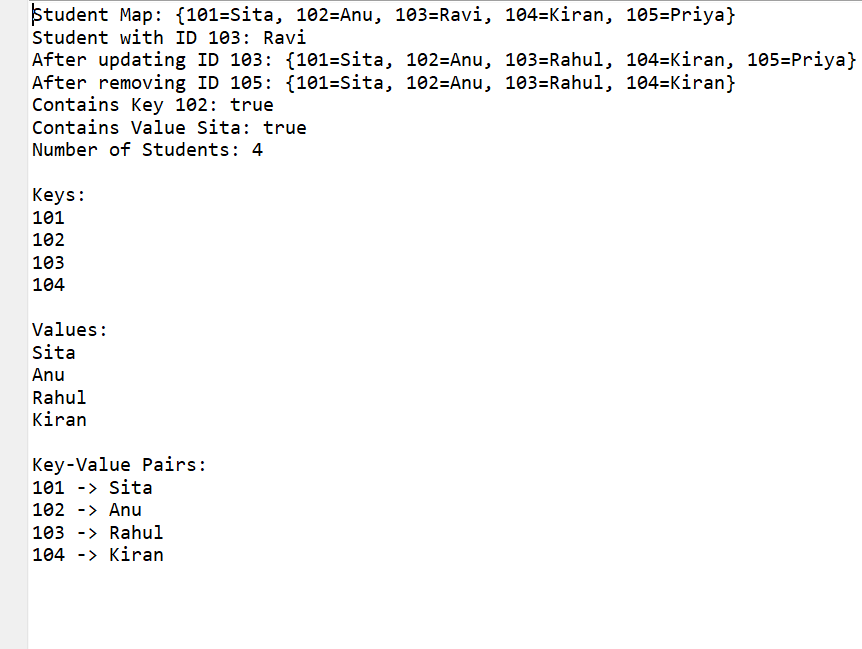 Student Map: {101=Sita, 102=Anu, 103=Ravi, 104=Kiran, 105=Priya}
Student with ID 103: Ravi
After updating ID 103: {101=Sita, 102=Anu, 103=Rahul, 104=Kiran, 105=Priya}
After removing ID 105: {101=Sita, 102=Anu, 103=Rahul, 104=Kiran}
Contains Key 102: true
Contains Value Sita: true
Number of Students: 4

Keys:
101
102
103
104

Values:
Sita
Anu
Rahul
Kiran

Key-Value Pairs:
101 -> Sita
102 -> Anu
103 -> Rahul
104 -> Kiran